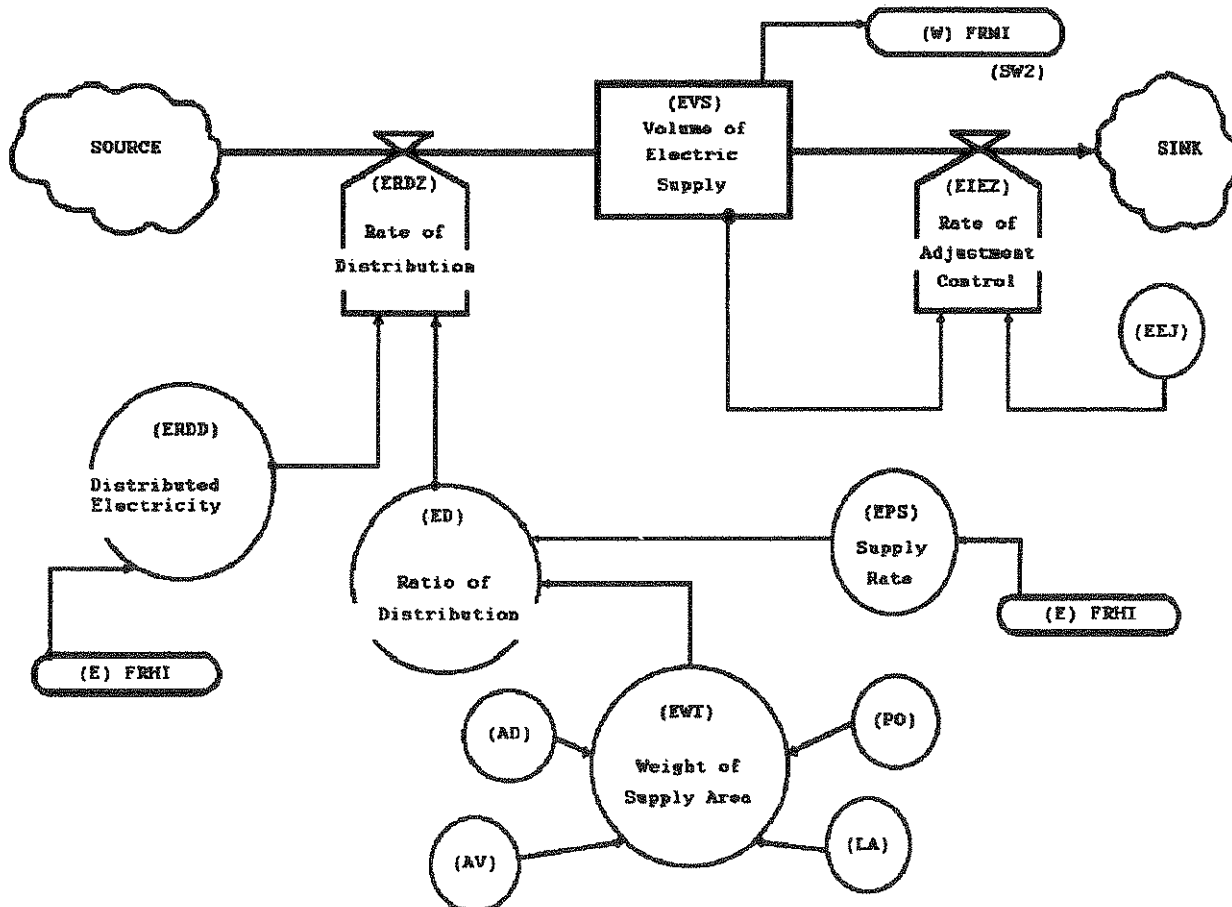 (W) FRMI
(SW2)
SOURCE
(EVS)
Volume of
Electric
Supply
SINK
(ERDZ)
Rate of
Distribution
(EIEZ)
Rate of
Adjustment
Control
(EEJ)
(ERDD)
Distributed
Electricity
(ED)
Ratio of
Distribution
(EPS)
Supply
Rate
(E) FRHI
(E) FRHI
(EWT)
Weight of
Supply Area
(AD)
(PO)
(AV)
(LA)